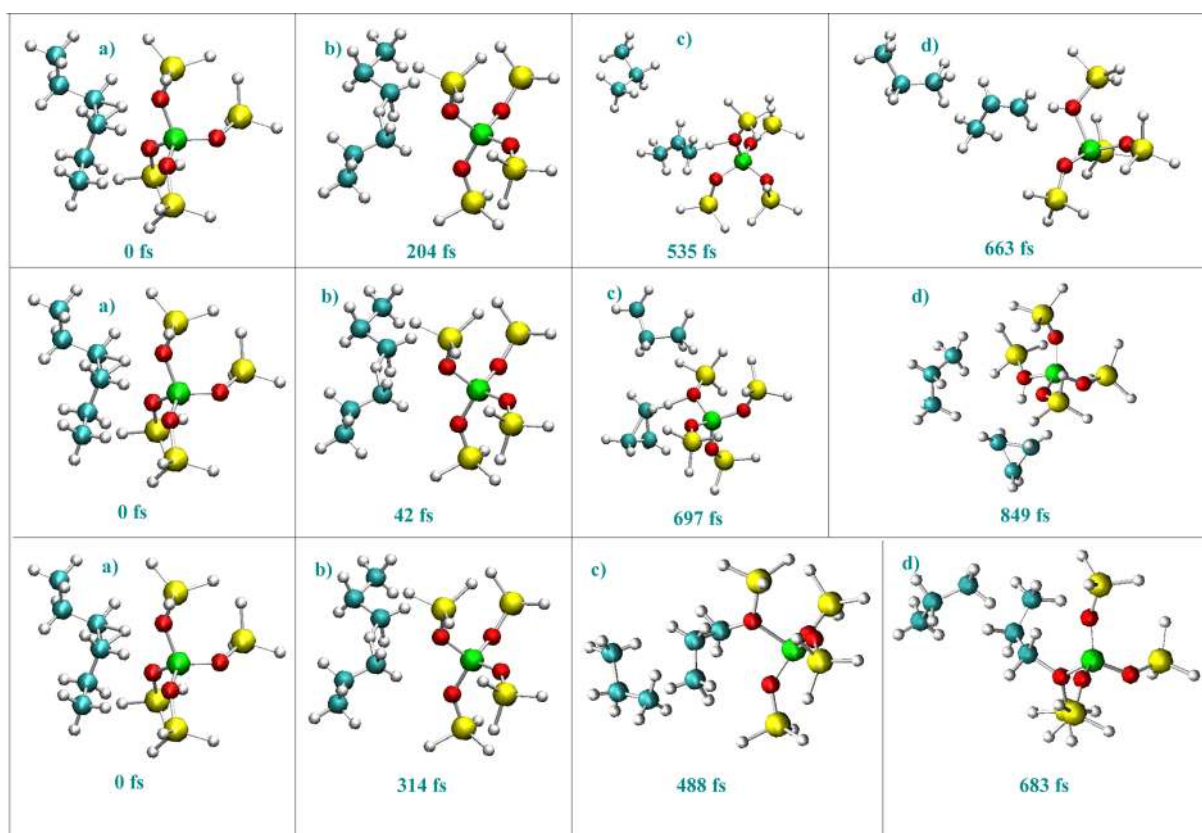 a)
b)
c)
d)
0 fs
204 fs
535 fs
663 fs
a)
b)
c)
d)
0 fs
42 fs
697 fs
849 fs
a)
b)
c)
d)
0 fs
314 fs
488 fs
683 fs